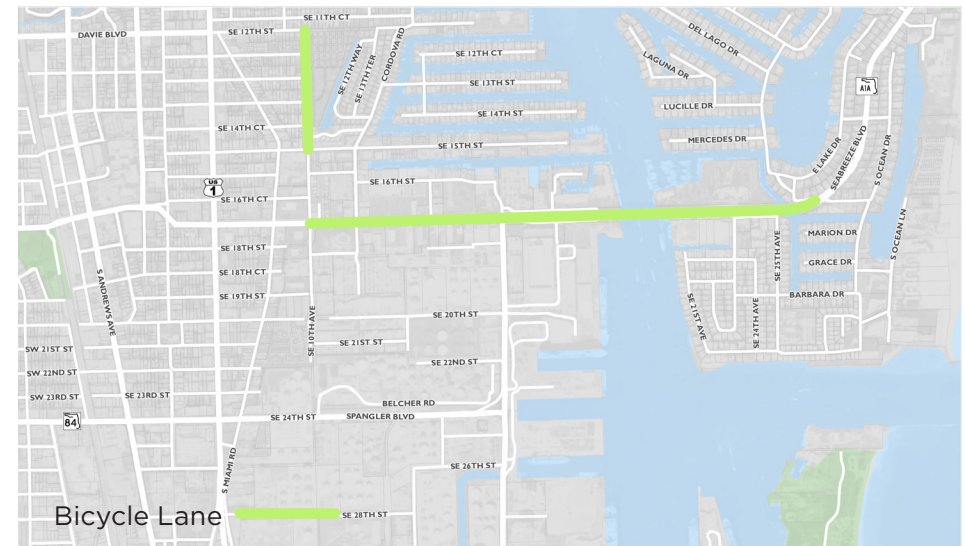 SE 11TH CT
DAVIE BLVD
SE 12TH ST
DEL LAGO DR
SE 12TH WAY
SE 13TH TER
CORDOVA RD
SE 12TH CT
LAGUNA DR
SE 13TH ST
A1A
LUCILLE DR
SE 14TH ST
SE 14TH CT
MERCEDES DR
SE 15TH ST
E LAKE DR
SEABREEZE BLVD
S OCEAN DR
SE 16TH ST
US
1
SE 16TH CT
S OCEAN LN
MARION DR
SE 18TH ST
SE 25TH AVE
GRACE DR
SE 18TH CT
S ANDREWS AVE
SE 19TH ST
BARBARA DR
SE 21ST AVE
SE 24TH AVE
SE 20TH ST
SE 10TH AVE
SE 21ST ST
SW 21ST ST
SE 22ND ST
SW 22ND ST
SW 23RD ST
SE 23RD ST
BELCHER RD
SE 24TH ST
SPANGLER BLVD
84
S MIAMI RD
SE 26TH ST
Bicycle Lane
SE 28TH ST